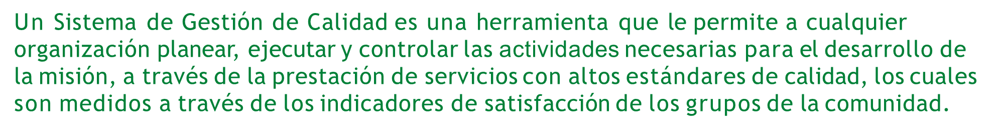 Un Sistema de Gestión de Calidad es una herramienta que le permite a cualquier
organización planear, ejecutar y controlar las actividades necesarias para el desarrollo de
la misión, a través de la prestación de servicios con altos estándares de calidad, los cuales
son medidos a través de los indicadores de satisfacción de los grupos de la comunidad.